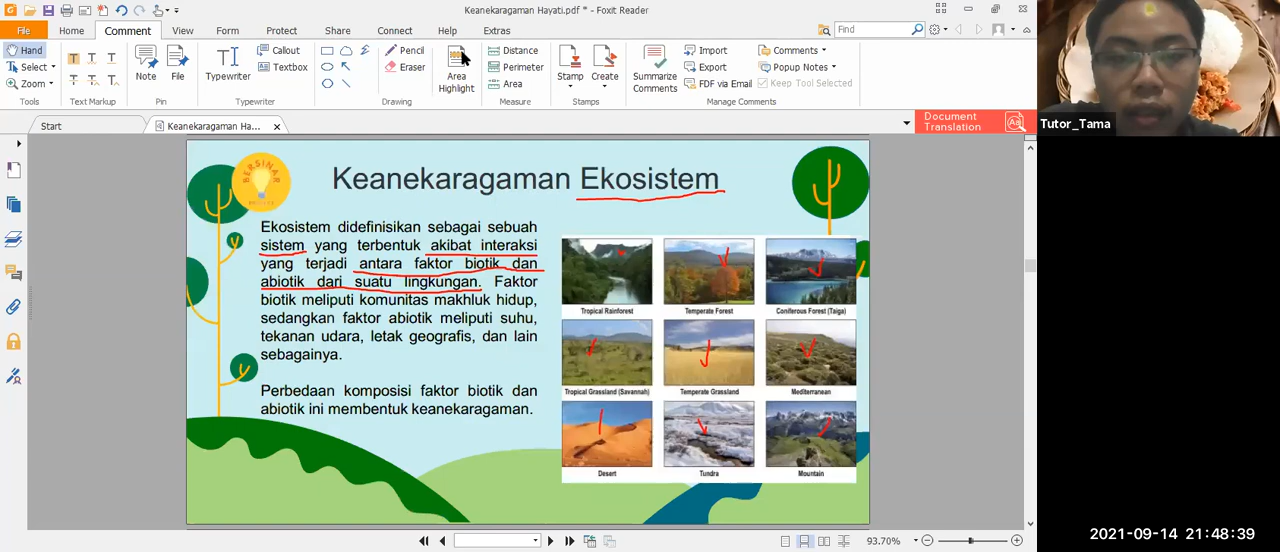 Keanekaragaman Hayati.pdf * - Foxit Reader
File Home Comment View Form Protect Share Connect Help Extras
Find
Hand
Select
Zoom
Tools
Text Markup
Note
File
Pin
Typewriter
Callout
Textbox
Typewriter
Pencil
Eraser
Drawing
Area
Highlight
Distance
Perimeter
Area
Measure
Stamp
Create
Stamps
Summarize
Comments
Import
Export
FDF via Email
Comments
Popup Notes
Keep Tool Selected
Manage Comments
Start
Keanekaragaman Ha...
Document
Translation
Tutor_Tama
BERSINAR
Keanekaragaman Ekosistem
Ekosistem didefinisikan sebagai sebuah
sistem yang terbentuk akibat interaksi
yang terjadi antara faktor biotik dan
abiotik dari suatu lingkungan. Faktor
biotik meliputi komunitas makhluk hidup,
sedangkan faktor abiotik meliputi suhu,
tekanan udara, letak geografis, dan lain
sebagainya.
Perbedaan komposisi faktor biotik dan
abiotik ini membentuk keanekaragaman.
Tropical Rainforest
Temperate Forest
Coniferous Forest (Taiga)
Tropical Grassland (Savannah)
Temperate Grassland
Mediterranean
Desert
Tundra
Mountain
93.70%
2021-09-14 21:48:39